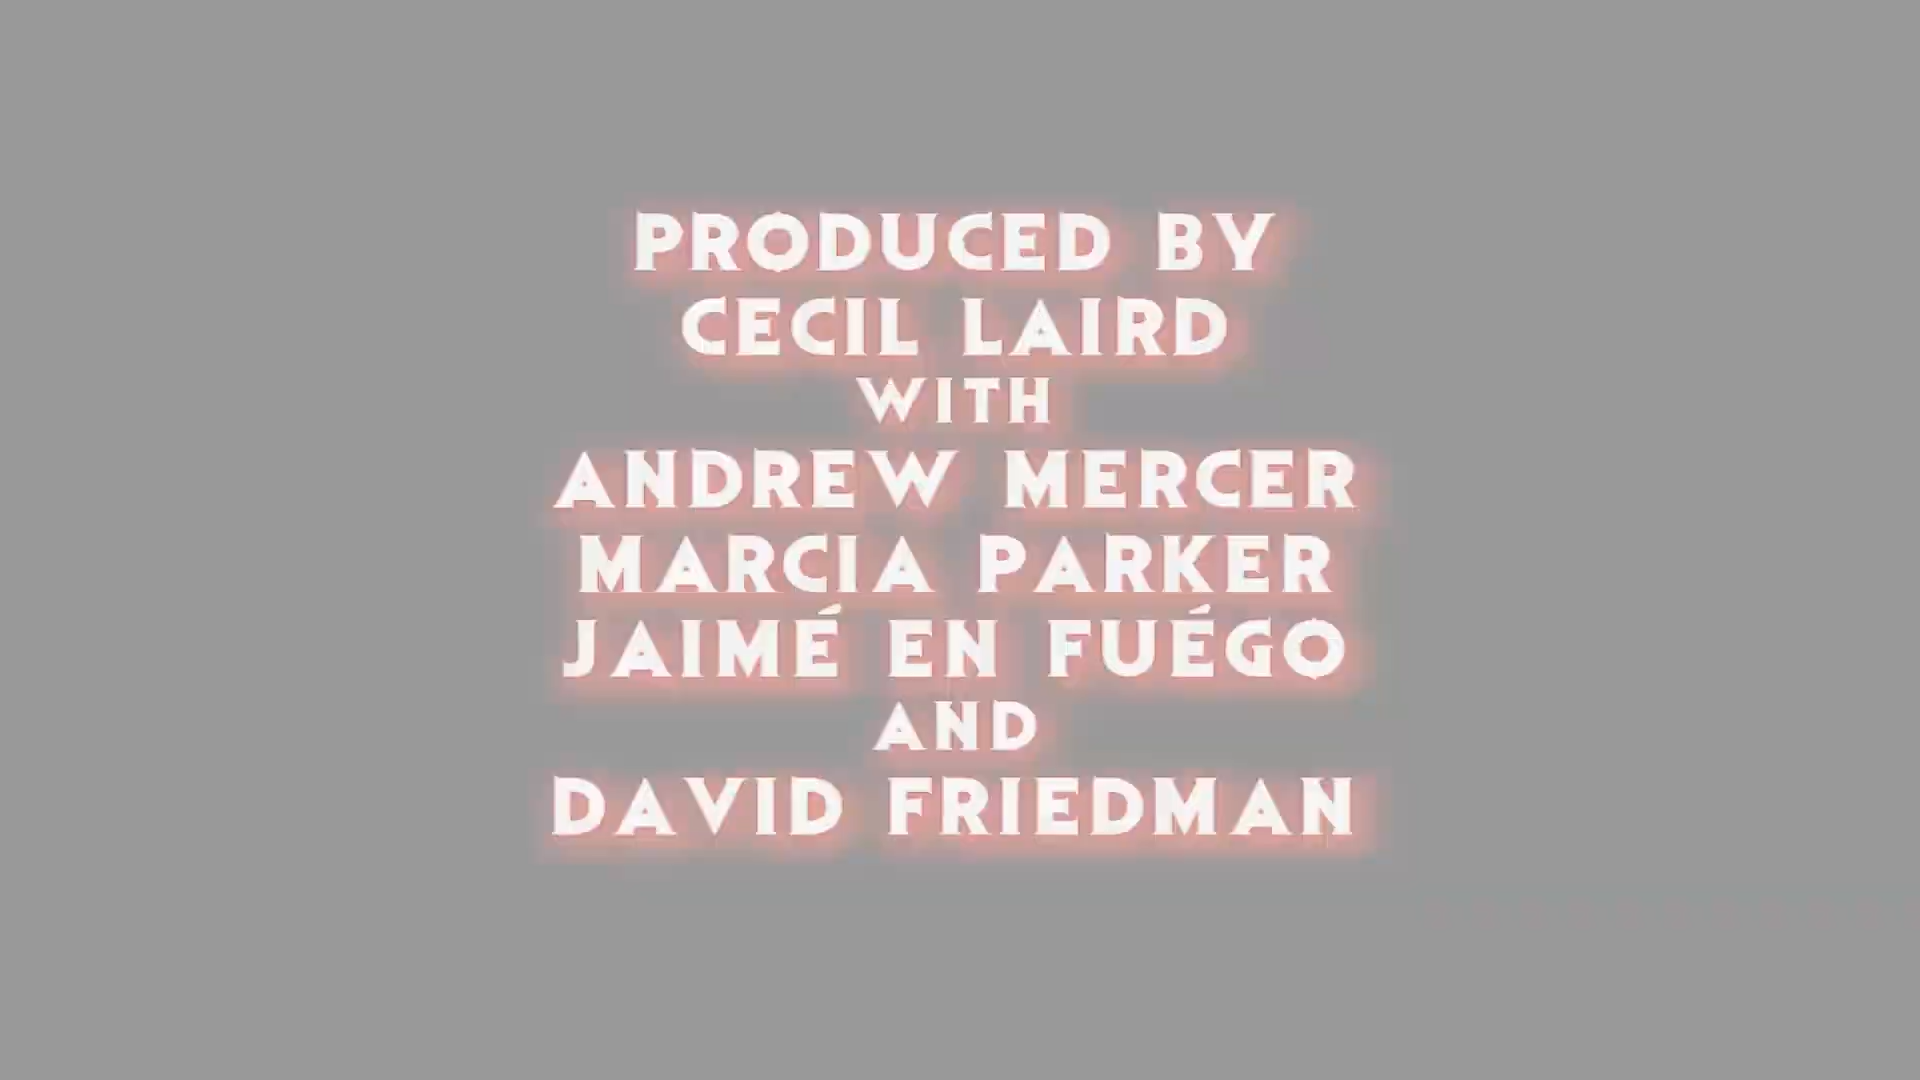 PRODUCED BY
CECIL LAIRD
WITH
ANDREW MERCER
MARCIA PARKER
JAIMÉ EN FUÉGO
AND
DAVID FRIEDMAN